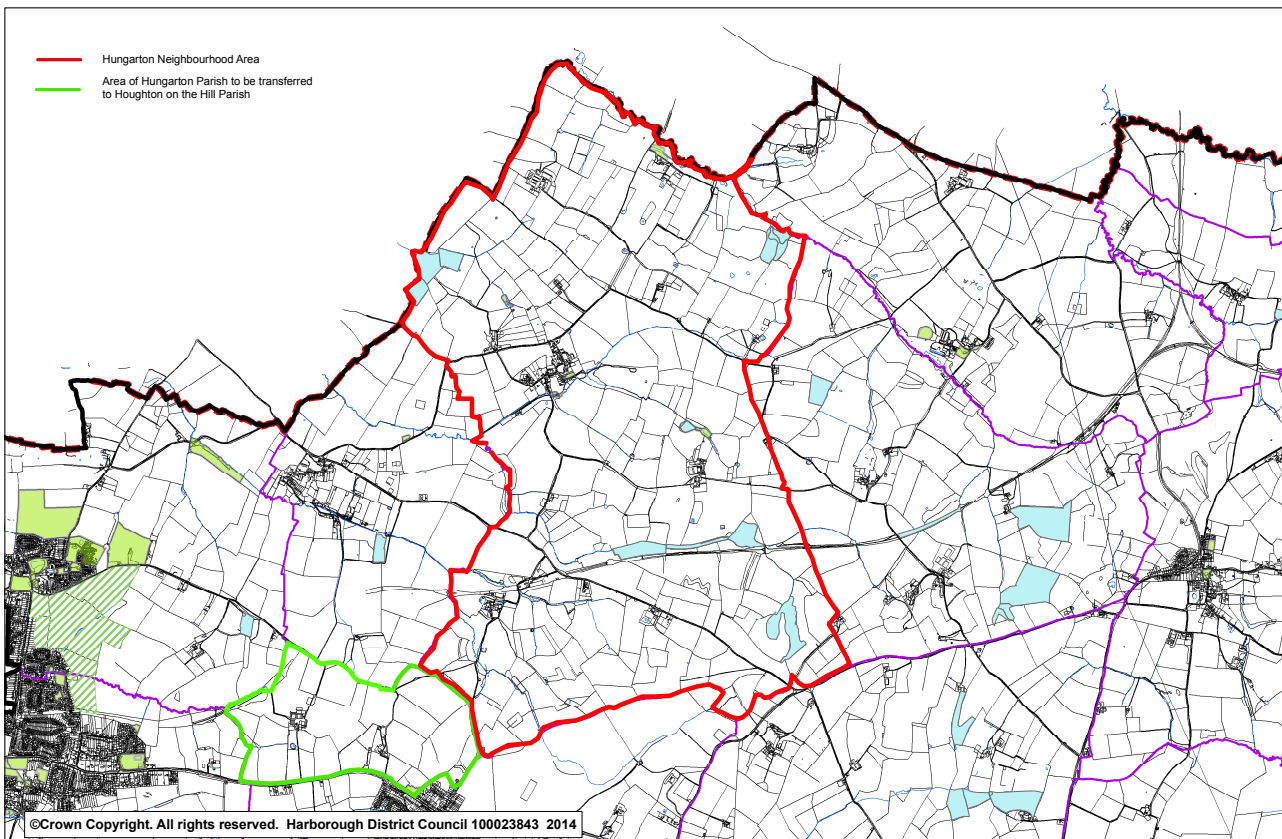 Hungarton Neighbourhood Area
Area of Hungarton Parish to be transferred
to Houghton on the Hill Parish
©Crown Copyright. All rights reserved. Harborough District Council 100023843 2014